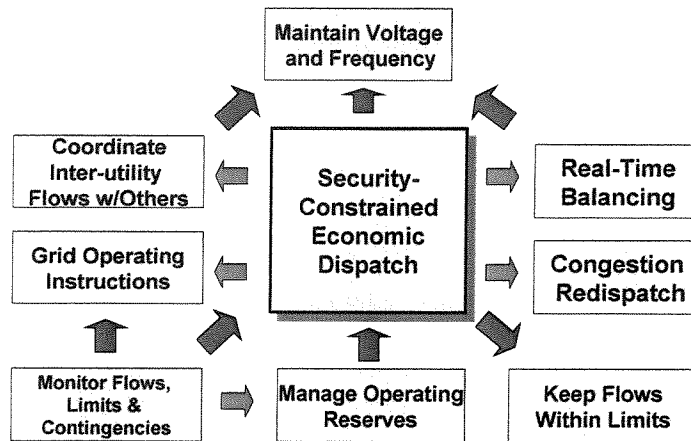 Maintain Voltage
and Frequency
Coordinate
Inter-utility
Flows w/Others
Security-
Constrained
Economic
Dispatch
Real-Time
Balancing
Grid Operating
Instructions
Congestion
Redispatch
Monitor Flows,
Limits &
Contingencies
Manage Operating
Reserves
Keep Flows
Within Limits